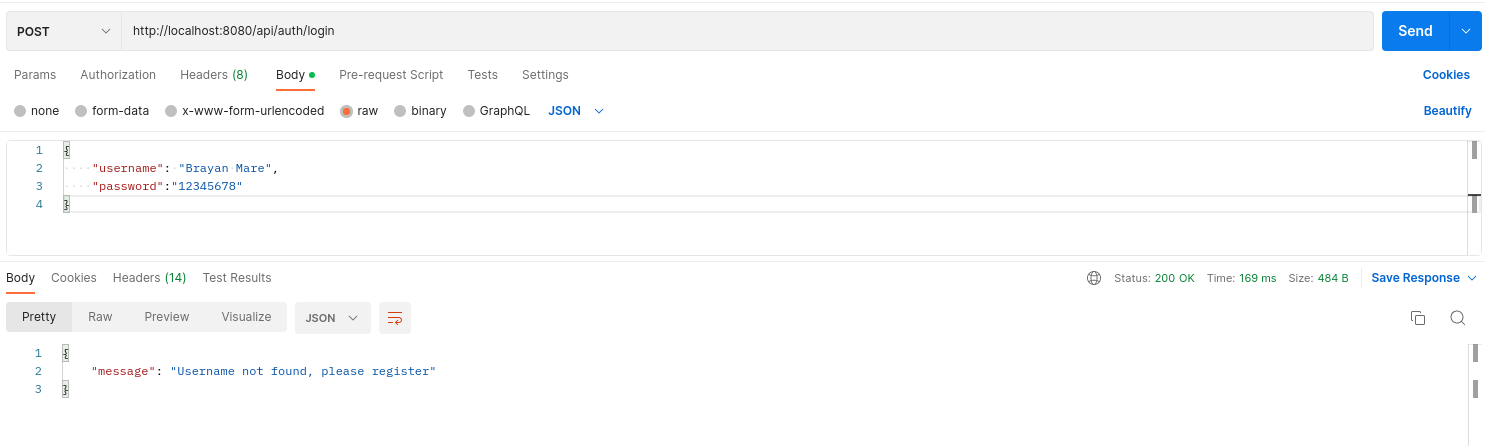 POST http://localhost:8080/api/auth/login Send
Params Authorization Headers (8) Body Pre-request Script Tests Settings Cookies
none form-data x-www-form-urlencoded raw binary GraphQL JSON Beautify
1 {
2 "username": "Brayan Mare",
3 "password":"12345678"
4 }
Body Cookies Headers (14) Test Results Status: 200 OK Time: 169 ms Size: 484 B Save Response
Pretty Raw Preview Visualize JSON
1 {
2 "message": "Username not found, please register"
3 }